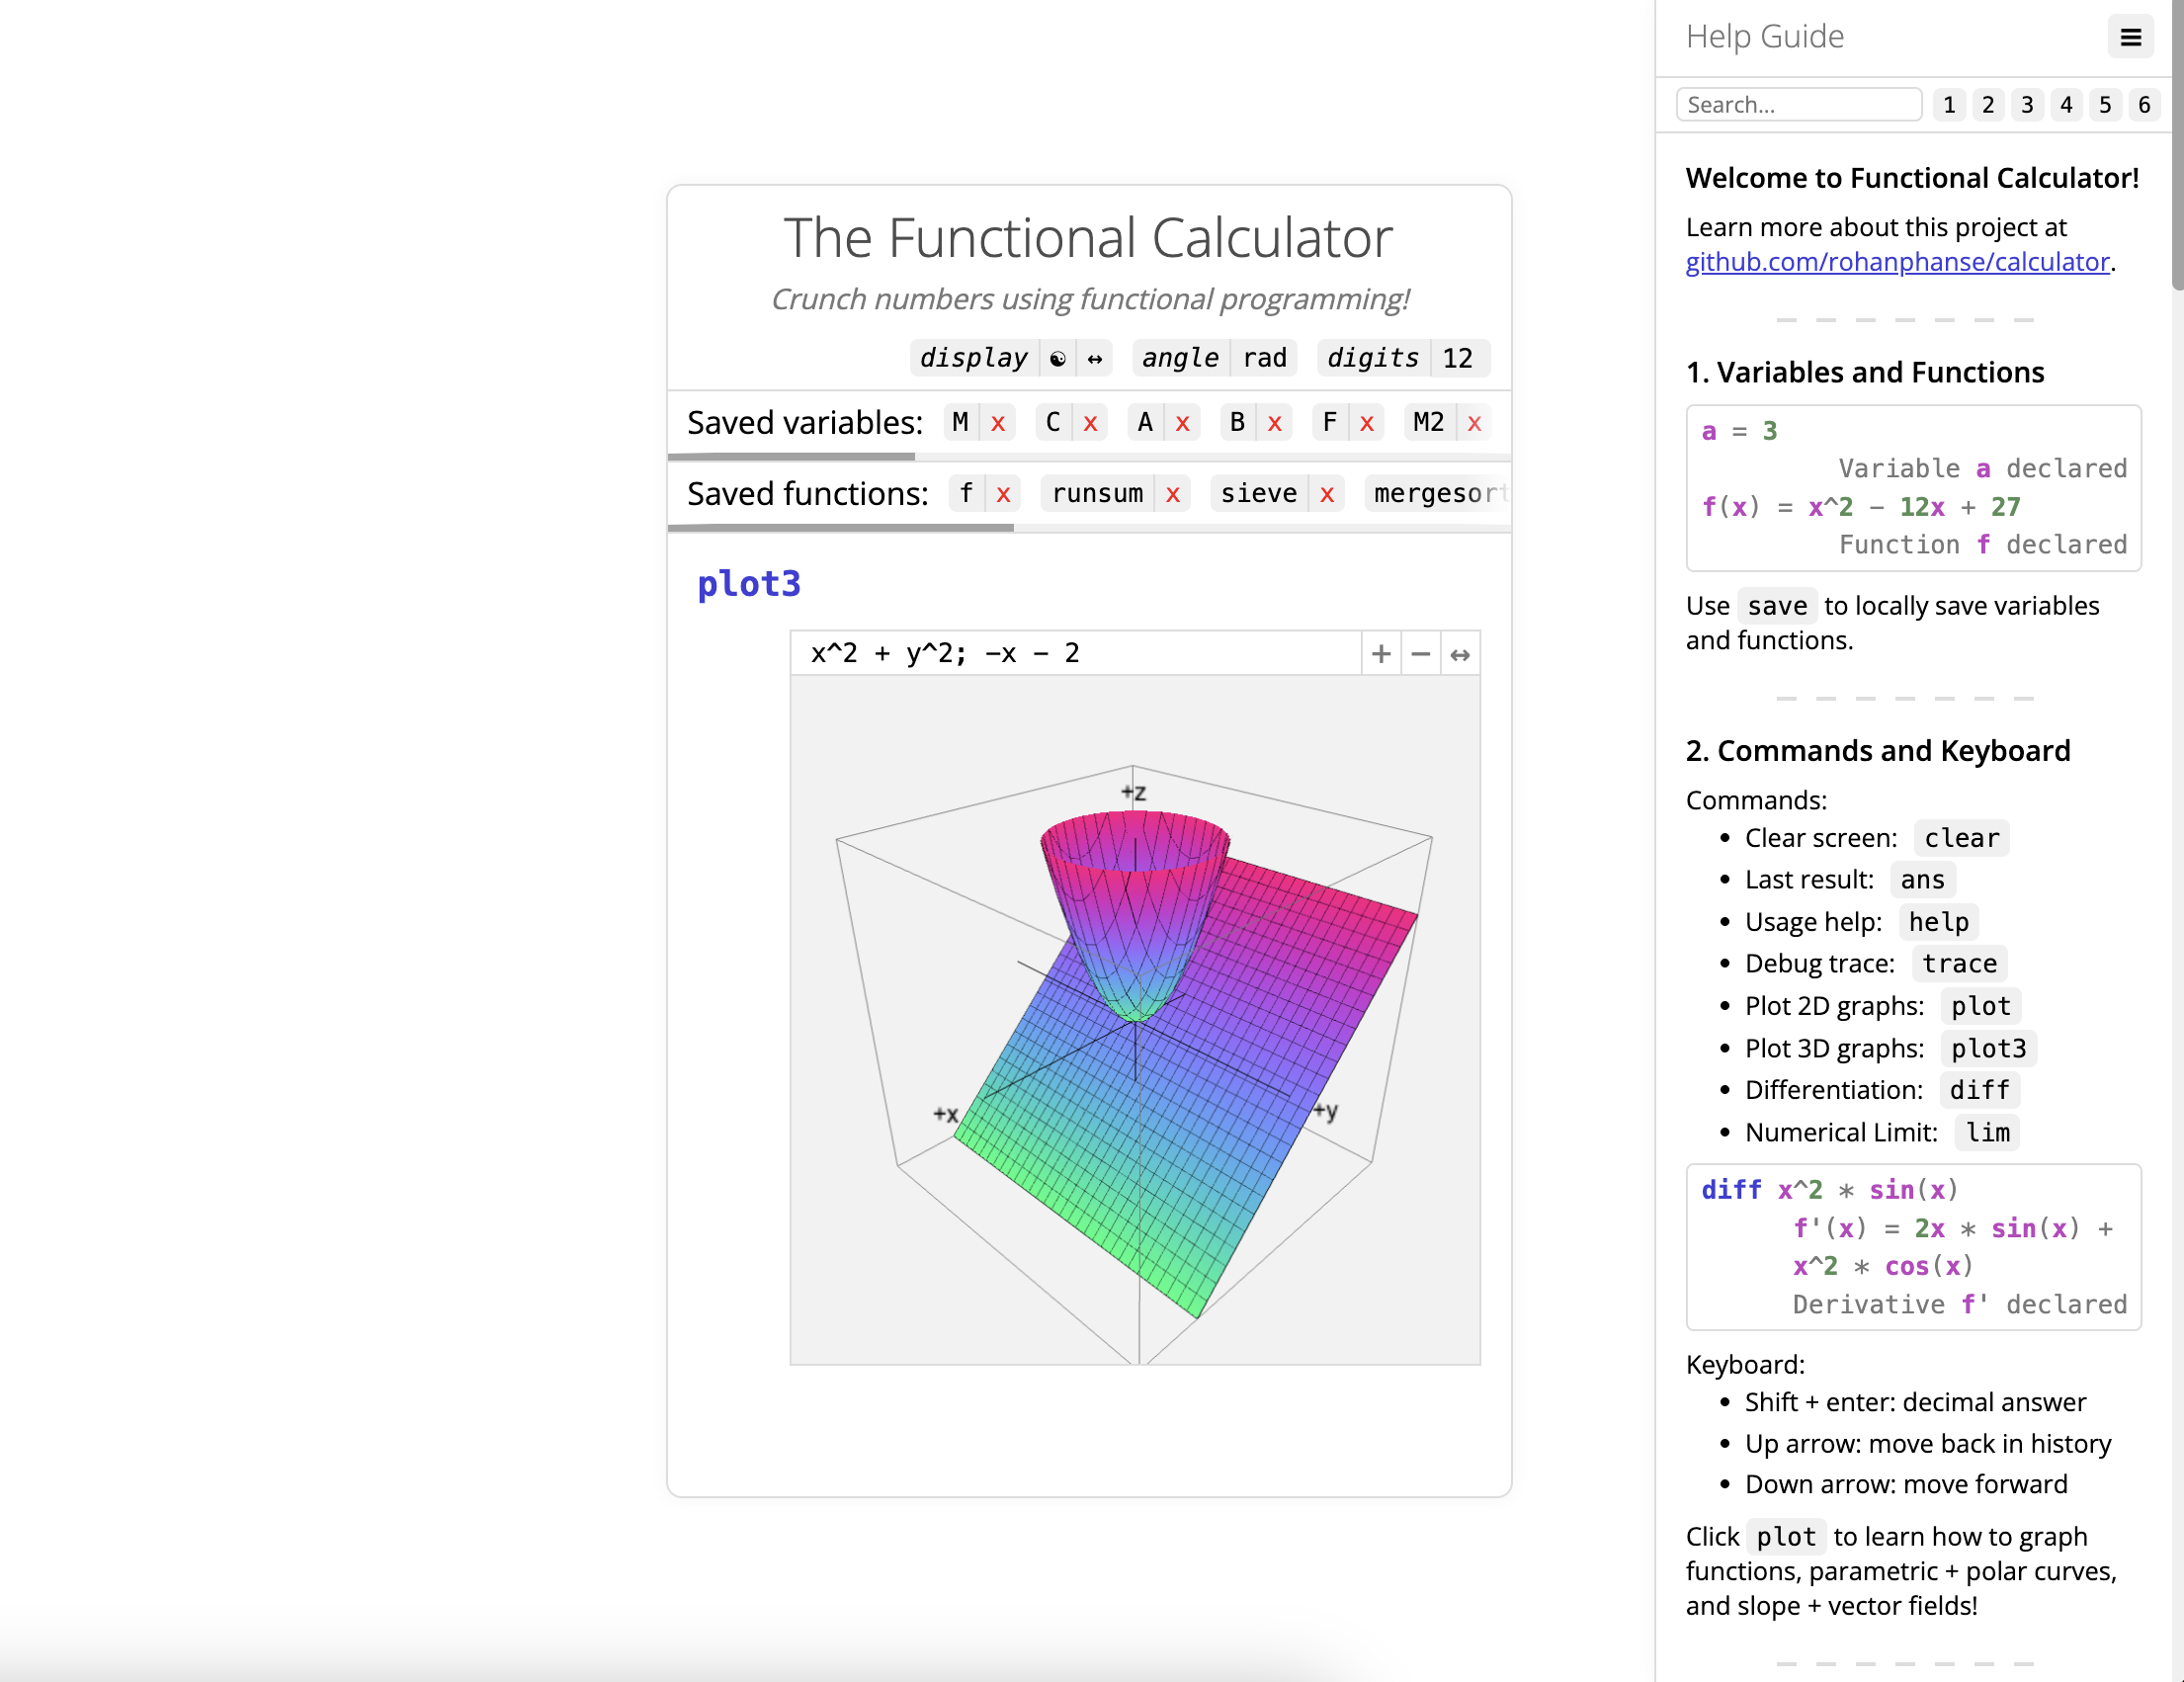 The Functional Calculator
Crunch numbers using functional programming!
display ☯ ↔ angle rad digits 12
Saved variables: M x C x A x B x F x M2 x
Saved functions: f x runsum x sieve x mergesort
plot3
x^2 + y^2; −x − 2 + − ↔
+z
+x
+y
Help Guide ≡
Search... 1 2 3 4 5 6
Welcome to Functional Calculator!
Learn more about this project at
github.com/rohanphanse/calculator.
1. Variables and Functions
a = 3
Variable a declared
f(x) = x^2 − 12x + 27
Function f declared
Use save to locally save variables
and functions.
2. Commands and Keyboard
Commands:
• Clear screen: clear
• Last result: ans
• Usage help: help
• Debug trace: trace
• Plot 2D graphs: plot
• Plot 3D graphs: plot3
• Differentiation: diff
• Numerical Limit: lim
diff x^2 * sin(x)
f'(x) = 2x * sin(x) +
x^2 * cos(x)
Derivative f' declared
Keyboard:
• Shift + enter: decimal answer
• Up arrow: move back in history
• Down arrow: move forward
Click plot to learn how to graph
functions, parametric + polar curves,
and slope + vector fields!